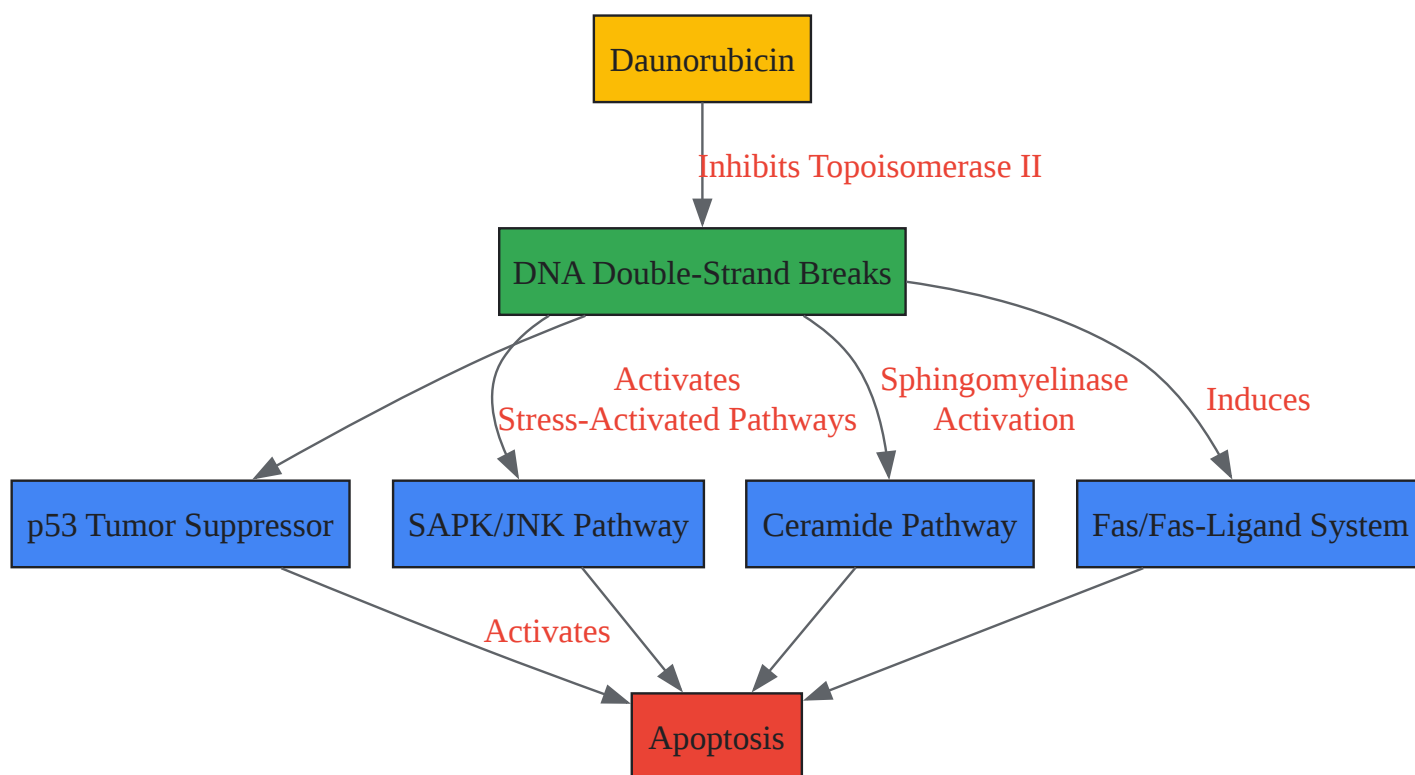 Daunorubicin
Inhibits Topoisomerase II
DNA Double-Strand Breaks
Activates
Stress-Activated Pathways
Sphingomyelinase
Activation
Induces
p53 Tumor Suppressor
SAPK/JNK Pathway
Ceramide Pathway
Fas/Fas-Ligand System
Activates
Apoptosis